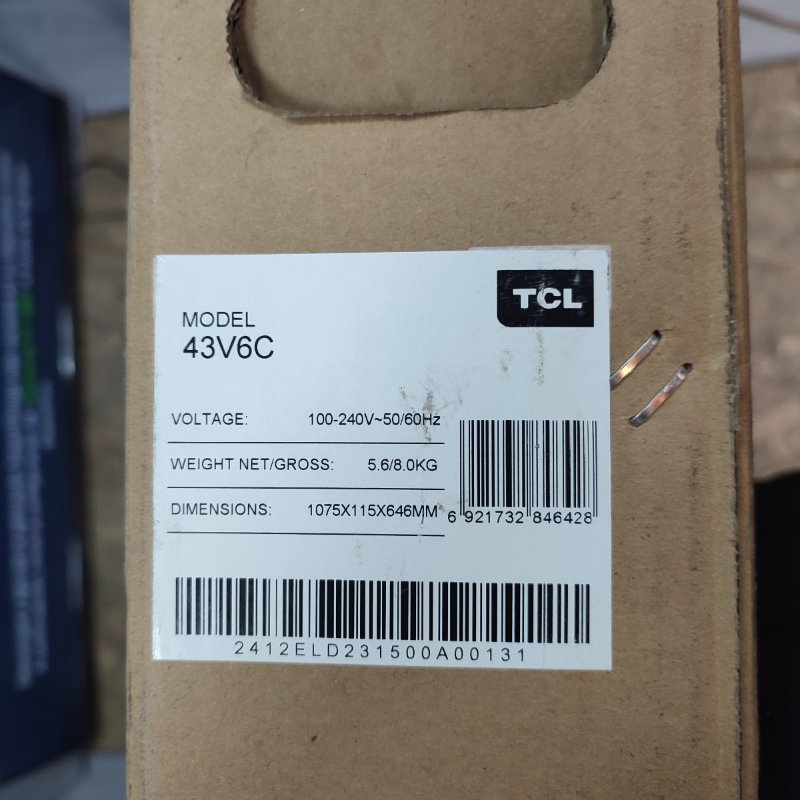 TCL
MODEL
43V6C
VOLTAGE: 100-240V~50/60Hz
WEIGHT NET/GROSS: 5.6/8.0KG
DIMENSIONS: 1075X115X646MM
6 921732 846428
2412ELD231500A00131